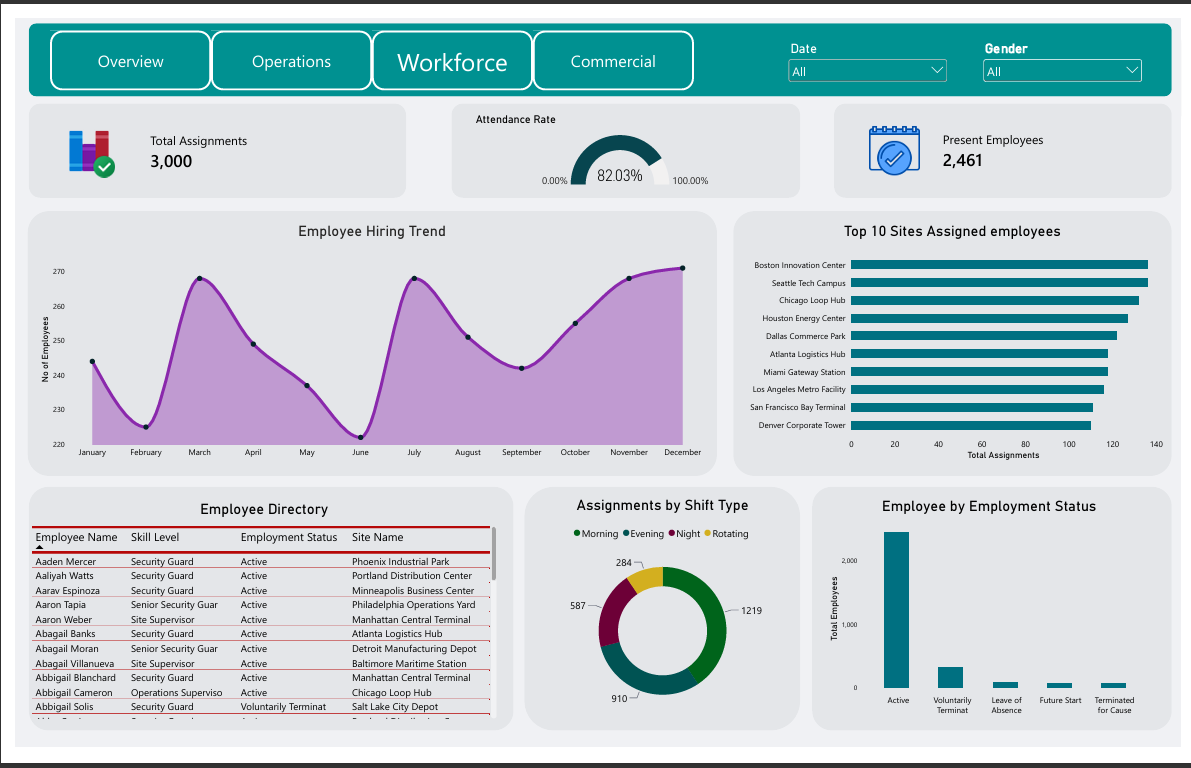 Overview
Operations
Workforce
Commercial
Date
All
Gender
All
Total Assignments
3,000
Attendance Rate
0.00%
82.03%
100.00%
Present Employees
2,461
Employee Hiring Trend
No of Employees
270
260
250
240
230
220
January February March April May June July August September October November December
Top 10 Sites Assigned employees
Boston Innovation Center
Seattle Tech Campus
Chicago Loop Hub
Houston Energy Center
Dallas Commerce Park
Atlanta Logistics Hub
Miami Gateway Station
Los Angeles Metro Facility
San Francisco Bay Terminal
Denver Corporate Tower
0 20 40 60 80 100 120 140
Total Assignments
Employee Directory
Employee Name Skill Level Employment Status Site Name
Aaden Mercer Security Guard Active Phoenix Industrial Park
Aaliyah Watts Security Guard Active Portland Distribution Center
Aarav Espinoza Security Guard Active Minneapolis Business Center
Aaron Tapia Senior Security Guar Active Philadelphia Operations Yard
Aaron Weber Site Supervisor Active Manhattan Central Terminal
Abagail Banks Security Guard Active Atlanta Logistics Hub
Abagail Moran Senior Security Guar Active Detroit Manufacturing Depot
Abagail Villanueva Site Supervisor Active Baltimore Maritime Station
Abbigail Blanchard Security Guard Active Manhattan Central Terminal
Abbigail Cameron Operations Superviso Active Chicago Loop Hub
Abbigail Solis Security Guard Voluntarily Terminat Salt Lake City Depot
Assignments by Shift Type
Morning Evening Night Rotating
284
587
1219
910
Employee by Employment Status
Total Employees
2,000
1,000
0
Active
Voluntarily
Terminat
Leave of
Absence
Future Start
Terminated
for Cause